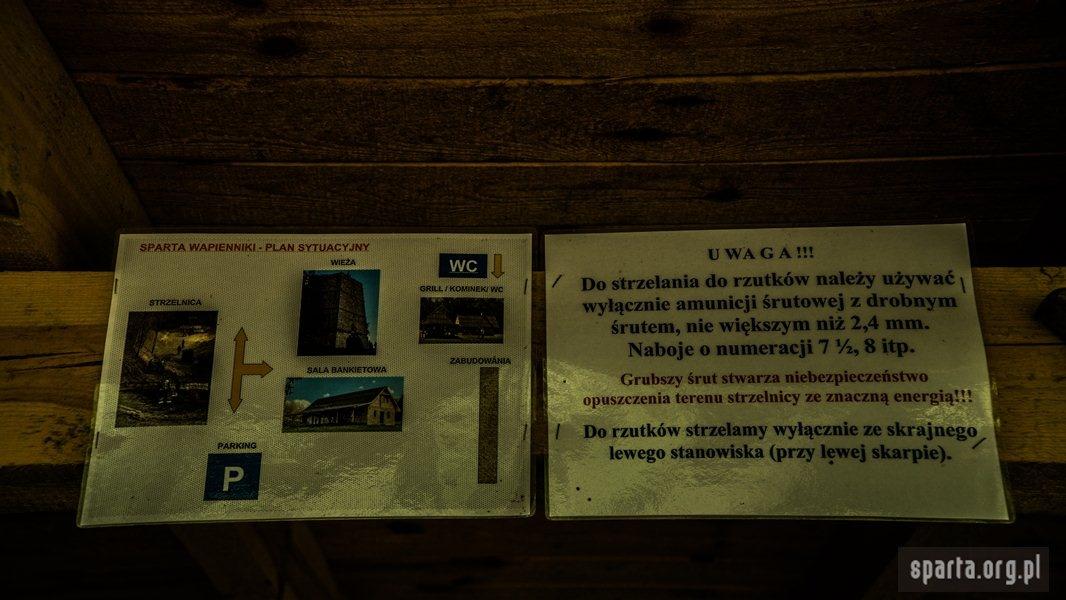 SPARTA WAPIENNIKI - PLAN SYTUACYJNY
WIEŻA
WC
GRILL / KOMINEK/ WC
STRZELNICA
ZABUDOWANIA
SALA BANKIETOWA
PARKING
P
U W A G A !!!
Do strzelania do rzutków należy używać
wyłącznie amunicji śrutowej z drobnym
śrutem, nie większym niż 2,4 mm.
Naboje o numeracji 7 ½, 8 itp.
Grubszy śrut stwarza niebezpieczeństwo
opuszczenia terenu strzelnicy ze znaczną energią!!!
Do rzutków strzelamy wyłącznie ze skrajnego
lewego stanowiska (przy lewej skarpie).
sparta.org.pl